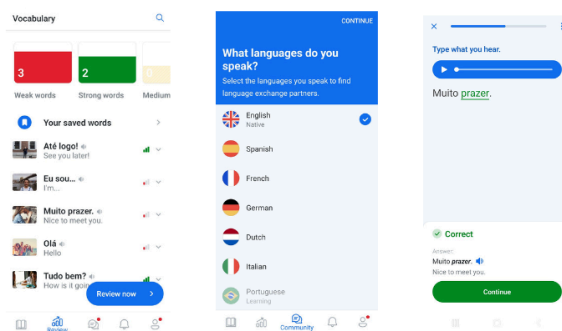 Vocabulary
3
2
0
Weak words
Strong words
Medium
Your saved words
Até logo!
See you later!
Eu sou...
I'm...
Muito prazer.
Nice to meet you.
Olá
Hello
Tudo bem?
How is it goin
Review now
Review
CONTINUE
What languages do you
speak?
Select the languages you speak to find
language exchange partners.
English
Native
Spanish
French
German
Dutch
Italian
Portuguese
Learning
Community
Type what you hear.
Muito prazer.
Correct
Answer:
Muito prazer.
Nice to meet you.
Continue